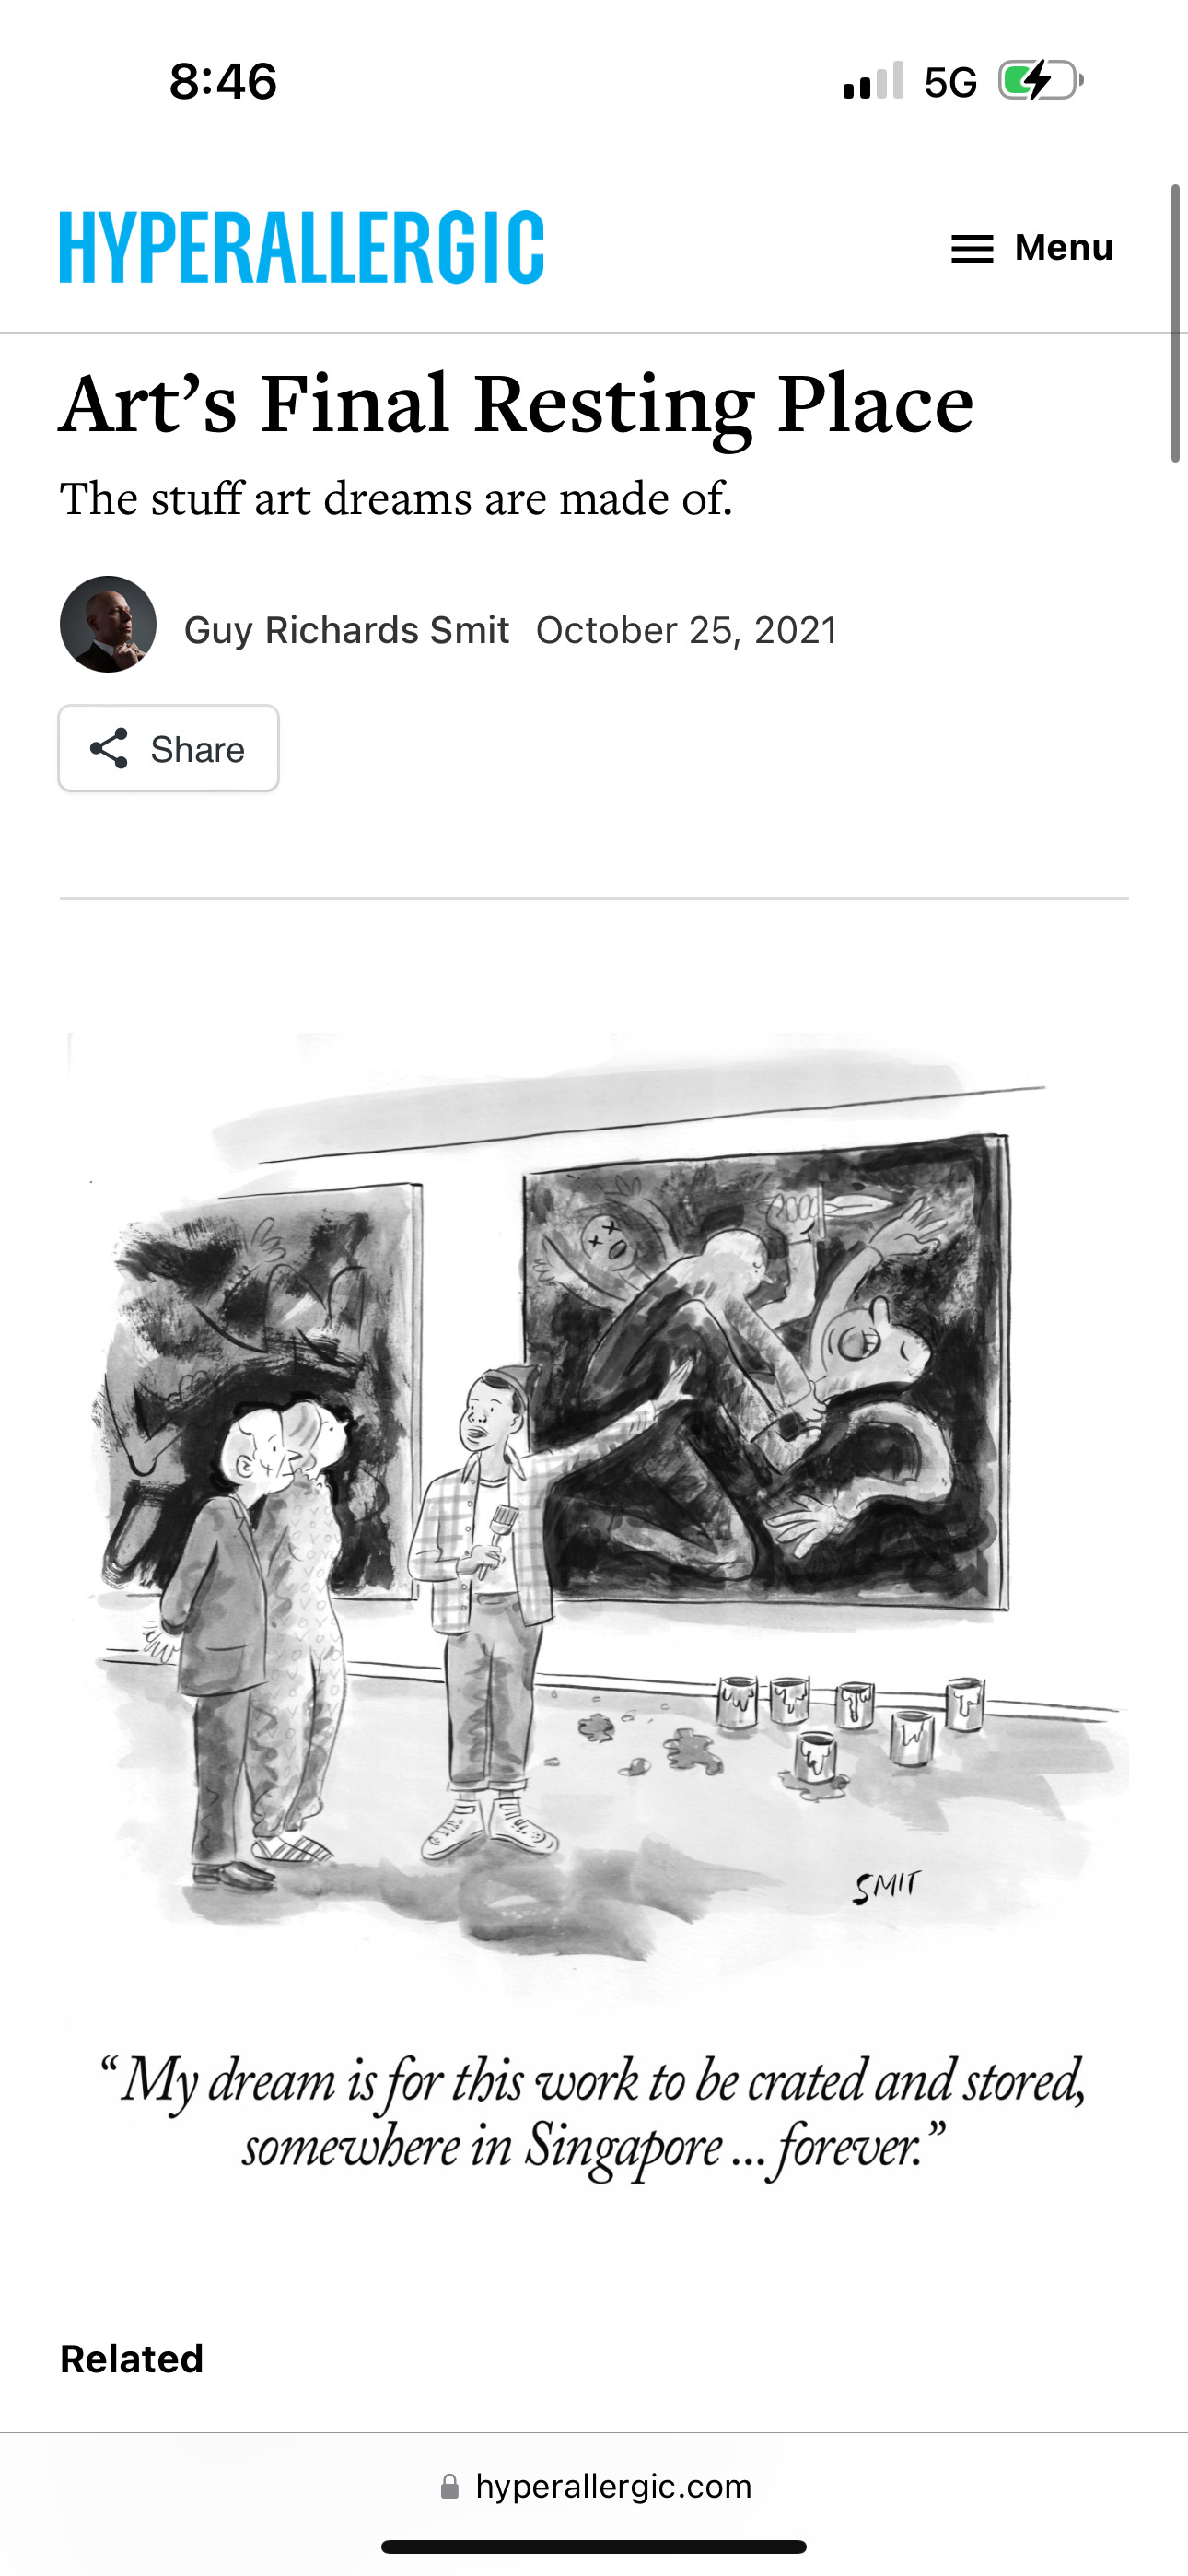 8:46
5G
HYPERALLERGIC
Menu
Art’s Final Resting Place
The stuff art dreams are made of.
Guy Richards Smit October 25, 2021
Share
SMIT
“My dream is for this work to be crated and stored,
somewhere in Singapore ... forever.”
Related
hyperallergic.com